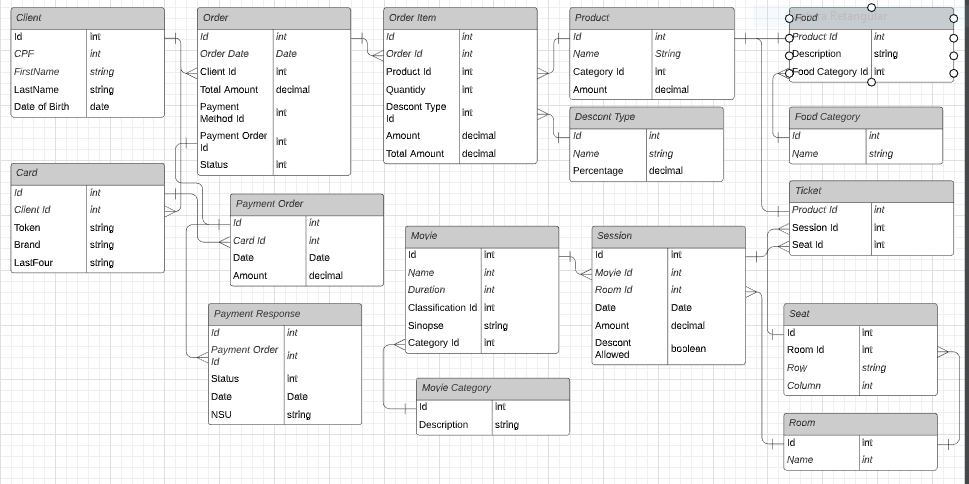 Client
Id int
CPF int
FirstName string
LastName string
Date of Birth date
Order
Id int
Order Date Date
Client Id int
Total Amount decimal
Payment
Method Id int
Payment Order
Id int
Status int
Order Item
Id int
Order Id int
Product Id int
Quantidy int
Descont Type
Id int
Amount decimal
Total Amount decimal
Product
Id int
Name String
Category Id int
Amount decimal
Descont Type
Id int
Name string
Percentage decimal
Food
Retangular
Product Id int
Description string
Food Category Id int
Food Category
Id int
Name string
Ticket
Product Id int
Session Id int
Seat Id int
Card
Id int
Client Id int
Token string
Brand string
LastFour string
Payment Order
Id int
Card Id int
Date Date
Amount decimal
Payment Response
Id int
Payment Order
Id int
Status int
Date Date
NSU string
Movie
Id int
Name int
Duration int
Classification Id int
Sinopse string
Category Id int
Movie Category
Id int
Description string
Session
Id int
Movie Id int
Room Id int
Date Date
Amount decimal
Descont
Allowed boolean
Seat
Id int
Room Id int
Row string
Column int
Room
Id int
Name int